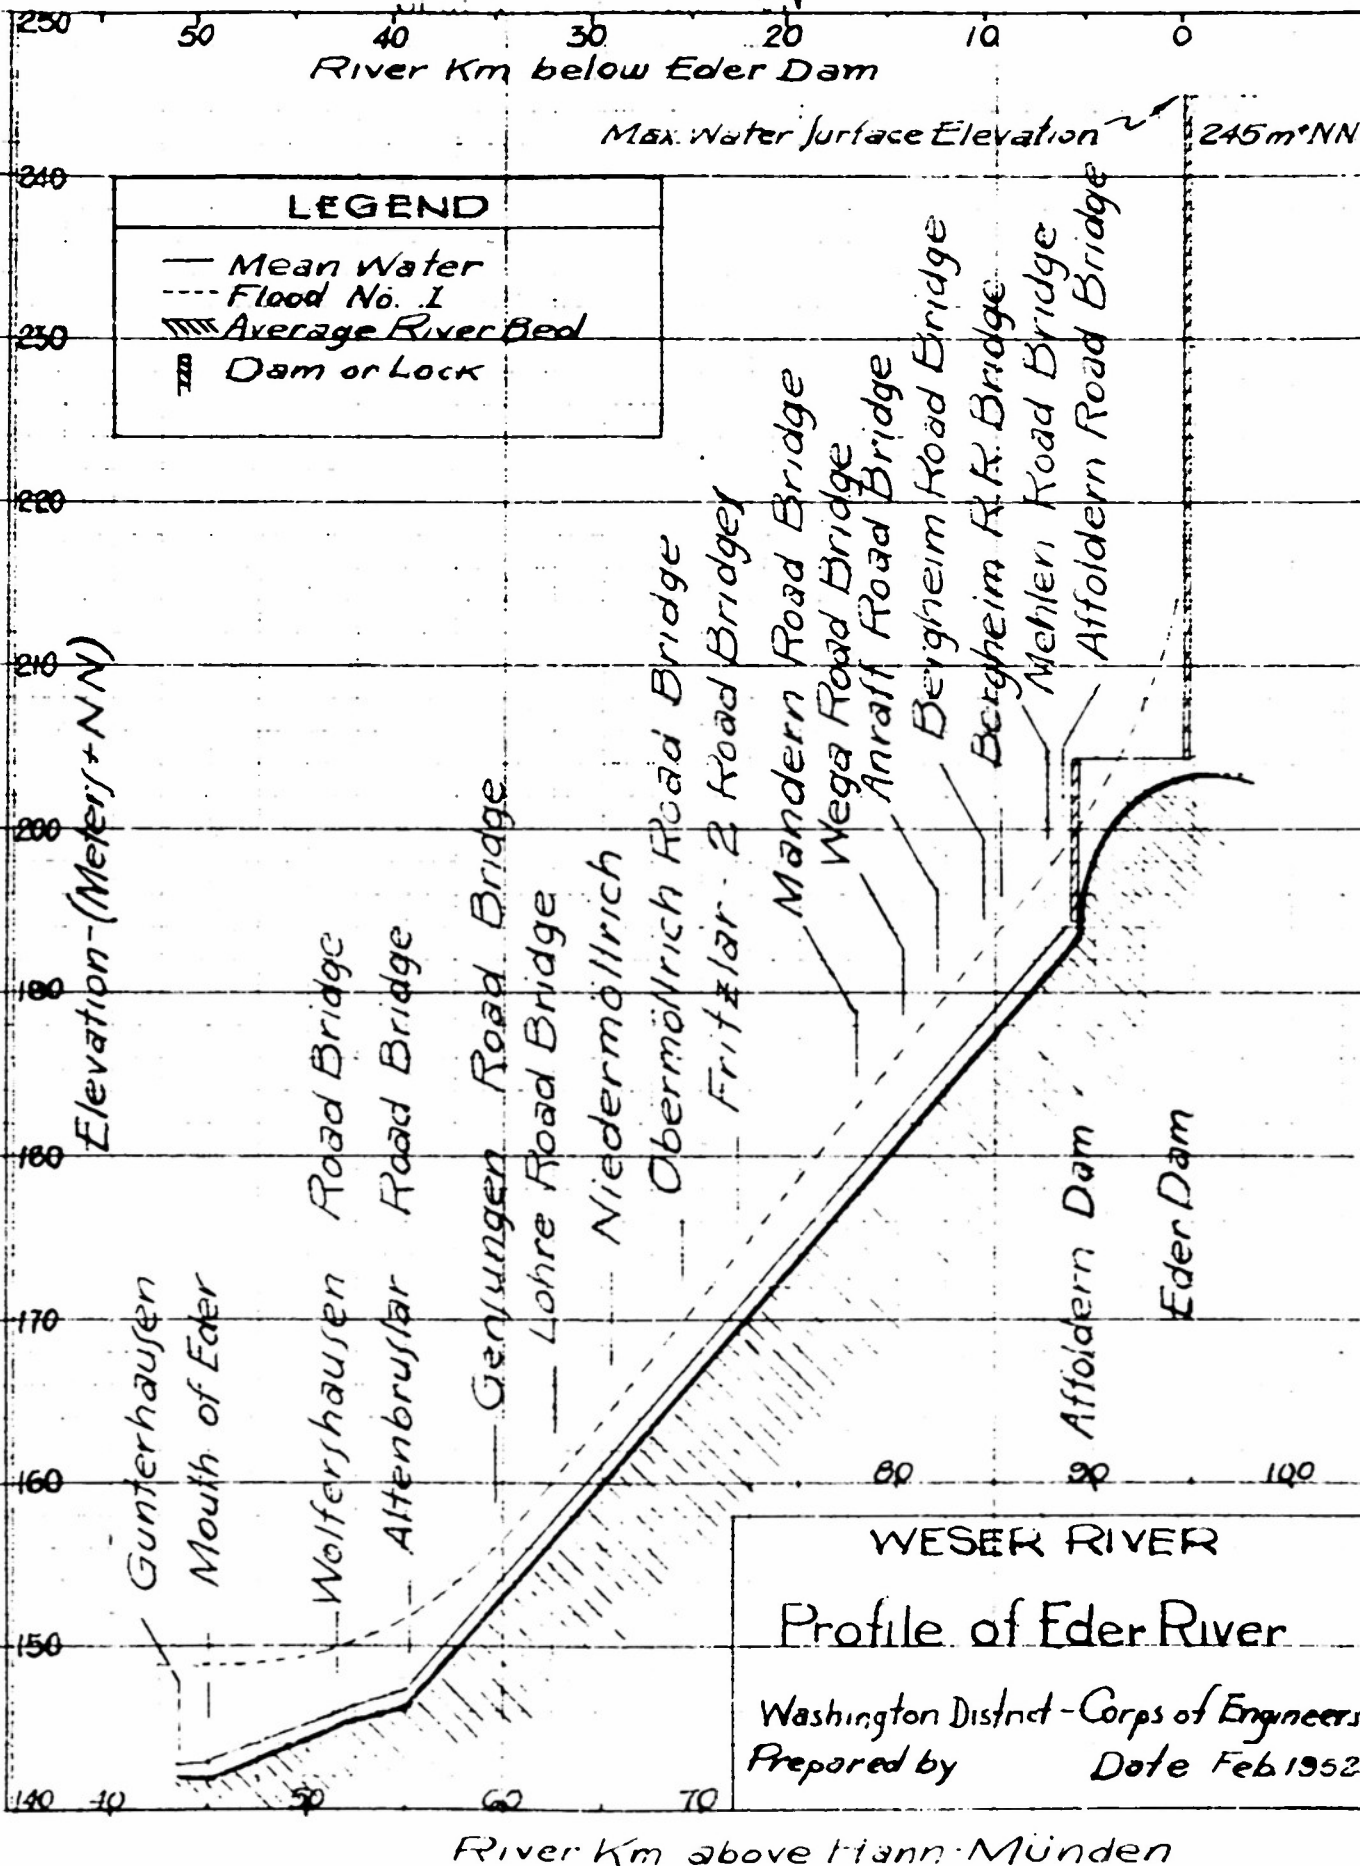 250
50 40 30 20 10 0
River Km below Eder Dam
Max. Water Surface Elevation
245m+NN
240
LEGEND
Mean Water
Flood No. I
Average River Bed
Dam or Lock
230
220
210
200
190
180
170
160
150
140
Elevation-(Meters+NN)
Gunterhausen
Mouth of Eder
Wolfershausen Road Bridge
Altenbruslar Road Bridge
Gensungen Road Bridge
Lohre Road Bridge
Niedermöllrich
Obermöllrich Road Bridge
Fritzlar - 2 Road Bridges
Mandern Road Bridge
Wega Road Bridge
Anraff Road Bridge
Bergheim Road Bridge
Bergheim R.R. Bridge
Mehlen Road Bridge
Affoldern Road Bridge
Affoldern Dam
Eder Dam
80 90 100
WESER RIVER
Profile of Eder River
Washington District - Corps of Engineers
Prepared by Date Feb. 1952
40 50 60 70
River Km above Hann-Münden